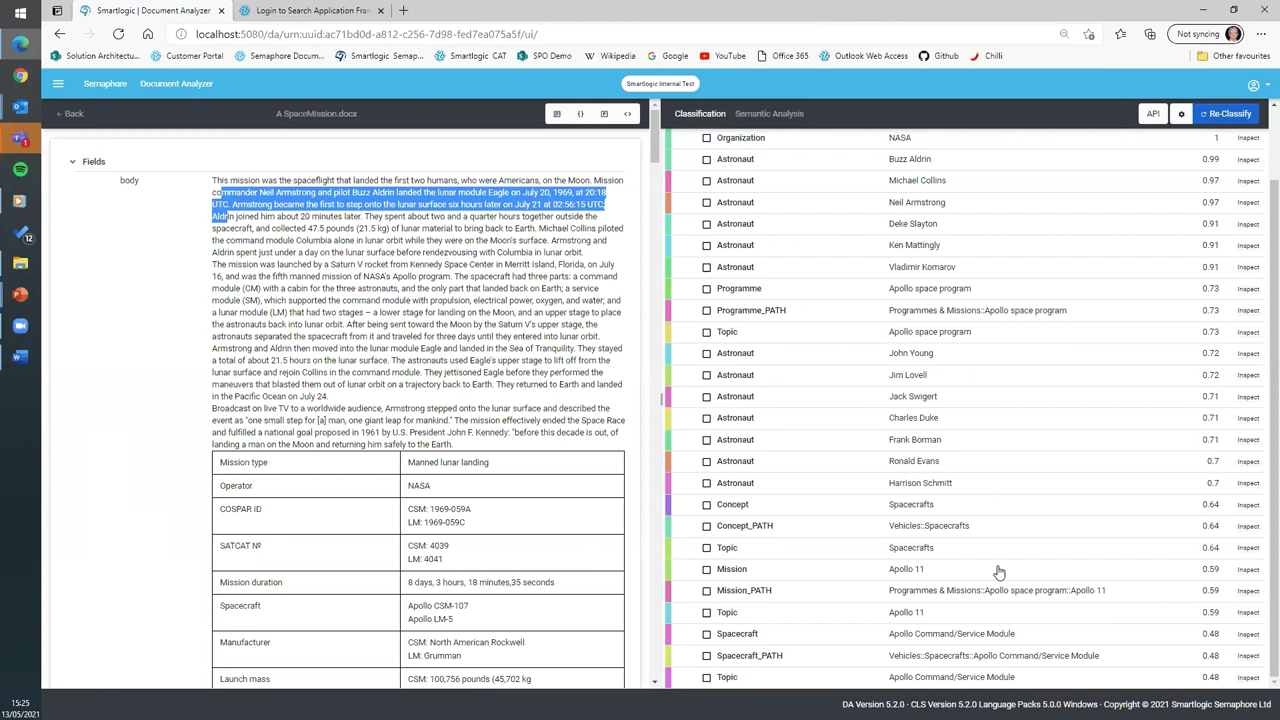 Smartlogic | Document Analyzer
Login to Search Application Fram
localhost:5080/da/urn:uuid:ac71bd0d-a812-c256-7d98-fed7ea075a5f/ui/
Not syncing
Solution Architectu...
Customer Portal
Semaphore Docum...
Smartlogic Semap...
Smartlogic CAT
SPO Demo
Wikipedia
Google
YouTube
Office 365
Outlook Web Access
Github
Chilli
Other favourites
Semaphore
Document Analyzer
Smartlogic Internal Test
← Back
A SpaceMission.docx
Classification
Semantic Analysis
API
Re-Classify
Fields
body
This mission was the spaceflight that landed the first two humans, who were Americans, on the Moon. Mission
commander Neil Armstrong and pilot Buzz Aldrin landed the lunar module Eagle on July 20, 1969, at 20:18
UTC. Armstrong became the first to step onto the lunar surface six hours later on July 21 at 02:56:15 UTC;
Aldrin joined him about 20 minutes later. They spent about two and a quarter hours together outside the
spacecraft, and collected 47.5 pounds (21.5 kg) of lunar material to bring back to Earth. Michael Collins piloted
the command module Columbia alone in lunar orbit while they were on the Moon's surface. Armstrong and
Aldrin spent just under a day on the lunar surface before rendezvousing with Columbia in lunar orbit.
The mission was launched by a Saturn V rocket from Kennedy Space Center in Merritt Island, Florida, on July
16, and was the fifth manned mission of NASA's Apollo program. The spacecraft had three parts: a command
module (CM) with a cabin for the three astronauts, and the only part that landed back on Earth; a service
module (SM), which supported the command module with propulsion, electrical power, oxygen, and water; and
a lunar module (LM) that had two stages – a lower stage for landing on the Moon, and an upper stage to place
the astronauts back into lunar orbit. After being sent toward the Moon by the Saturn V's upper stage, the
astronauts separated the spacecraft from it and traveled for three days until they entered into lunar orbit.
Armstrong and Aldrin then moved into the lunar module Eagle and landed in the Sea of Tranquility. They stayed
a total of about 21.5 hours on the lunar surface. The astronauts used Eagle's upper stage to lift off from the
lunar surface and rejoin Collins in the command module. They jettisoned Eagle before they performed the
maneuvers that blasted them out of lunar orbit on a trajectory back to Earth. They returned to Earth and landed
in the Pacific Ocean on July 24.
Broadcast on live TV to a worldwide audience, Armstrong stepped onto the lunar surface and described the
event as "one small step for [a] man, one giant leap for mankind." The mission effectively ended the Space Race
and fulfilled a national goal proposed in 1961 by U.S. President John F. Kennedy: "before this decade is out, of
landing a man on the Moon and returning him safely to the Earth.
Mission type Manned lunar landing
Operator NASA
COSPAR ID CSM: 1969-059A
LM: 1969-059C
SATCAT № CSM: 4039
LM: 4041
Mission duration 8 days, 3 hours, 18 minutes,35 seconds
Spacecraft Apollo CSM-107
Apollo LM-5
Manufacturer CSM: North American Rockwell
LM: Grumman
Launch mass CSM: 100,756 pounds (45,702 kg
Organization NASA 1 Inspect
Astronaut Buzz Aldrin 0.99 Inspect
Astronaut Michael Collins 0.97 Inspect
Astronaut Neil Armstrong 0.97 Inspect
Astronaut Deke Slayton 0.91 Inspect
Astronaut Ken Mattingly 0.91 Inspect
Astronaut Vladimir Komarov 0.91 Inspect
Programme Apollo space program 0.73 Inspect
Programme_PATH Programmes & Missions::Apollo space program 0.73 Inspect
Topic Apollo space program 0.73 Inspect
Astronaut John Young 0.72 Inspect
Astronaut Jim Lovell 0.72 Inspect
Astronaut Jack Swigert 0.71 Inspect
Astronaut Charles Duke 0.71 Inspect
Astronaut Frank Borman 0.71 Inspect
Astronaut Ronald Evans 0.7 Inspect
Astronaut Harrison Schmitt 0.7 Inspect
Concept Spacecrafts 0.64 Inspect
Concept_PATH Vehicles::Spacecrafts 0.64 Inspect
Topic Spacecrafts 0.64 Inspect
Mission Apollo 11 0.59 Inspect
Mission_PATH Programmes & Missions::Apollo space program::Apollo 11 0.59 Inspect
Topic Apollo 11 0.59 Inspect
Spacecraft Apollo Command/Service Module 0.48 Inspect
Spacecraft_PATH Vehicles::Spacecrafts::Apollo Command/Service Module 0.48 Inspect
Topic Apollo Command/Service Module 0.48 Inspect
DA Version 5.2.0 · CLS Version 5.2.0 Language Packs 5.0.0 Windows · Copyright © 2021 Smartlogic Semaphore Ltd
12
15:25
13/05/2021